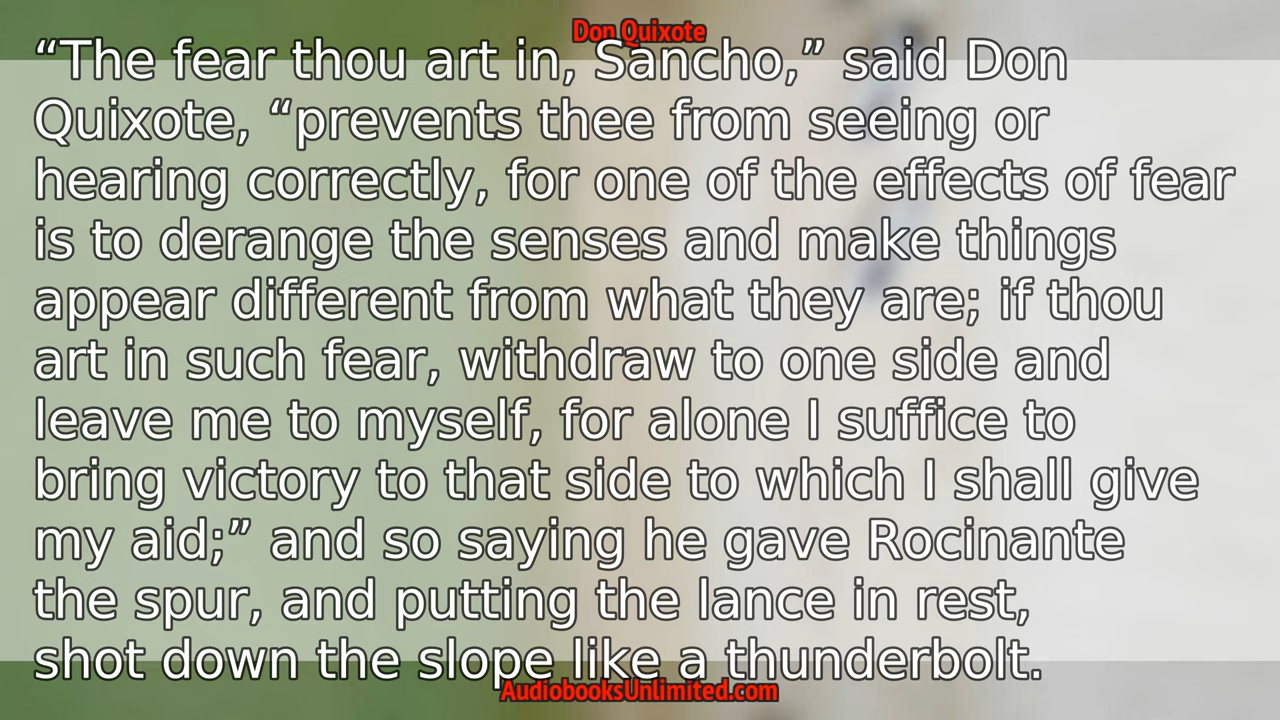 Don Quixote
“The fear thou art in, Sancho,” said Don
Quixote, “prevents thee from seeing or
hearing correctly, for one of the effects of fear
is to derange the senses and make things
appear different from what they are; if thou
art in such fear, withdraw to one side and
leave me to myself, for alone I suffice to
bring victory to that side to which I shall give
my aid;” and so saying he gave Rocinante
the spur, and putting the lance in rest,
shot down the slope like a thunderbolt.
AudiobooksUnlimited.com